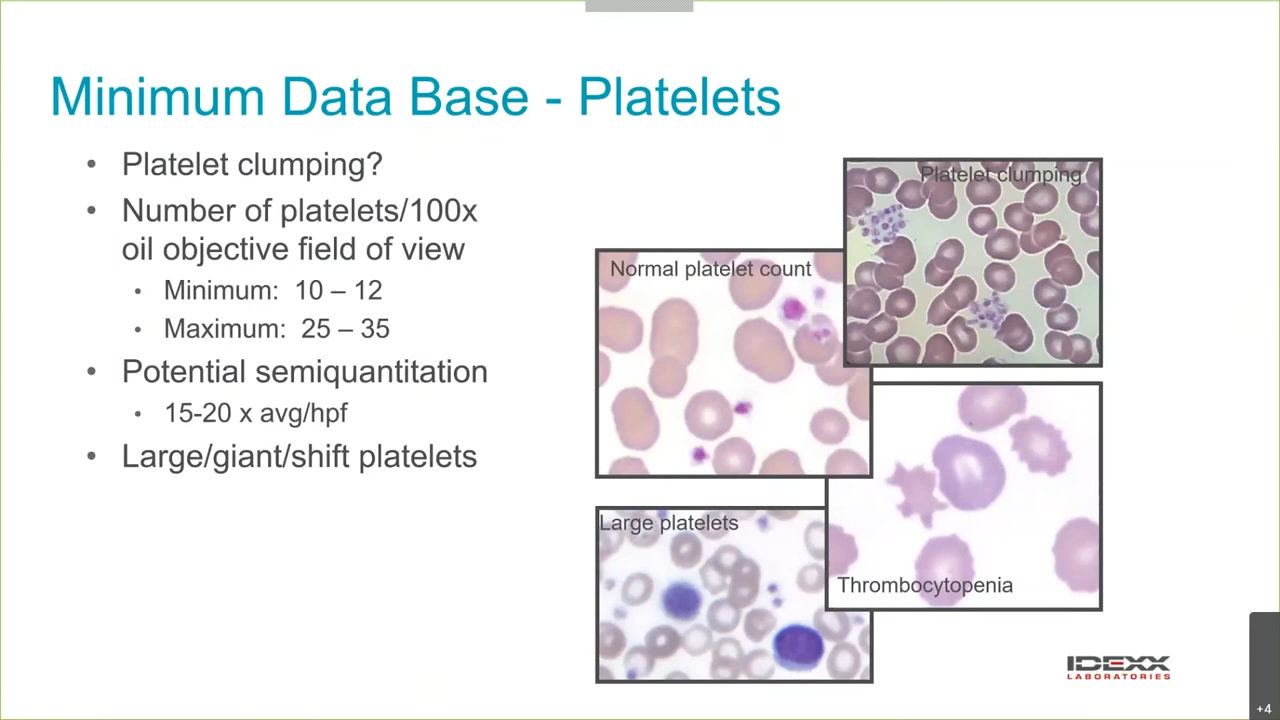 Minimum Data Base - Platelets
• Platelet clumping?
• Number of platelets/100x
oil objective field of view
• Minimum: 10 – 12
• Maximum: 25 – 35
• Potential semiquantitation
• 15-20 x avg/hpf
• Large/giant/shift platelets
Platelet clumping
Normal platelet count
Large platelets
Thrombocytopenia
IDEXX
LABORATORIES
+4